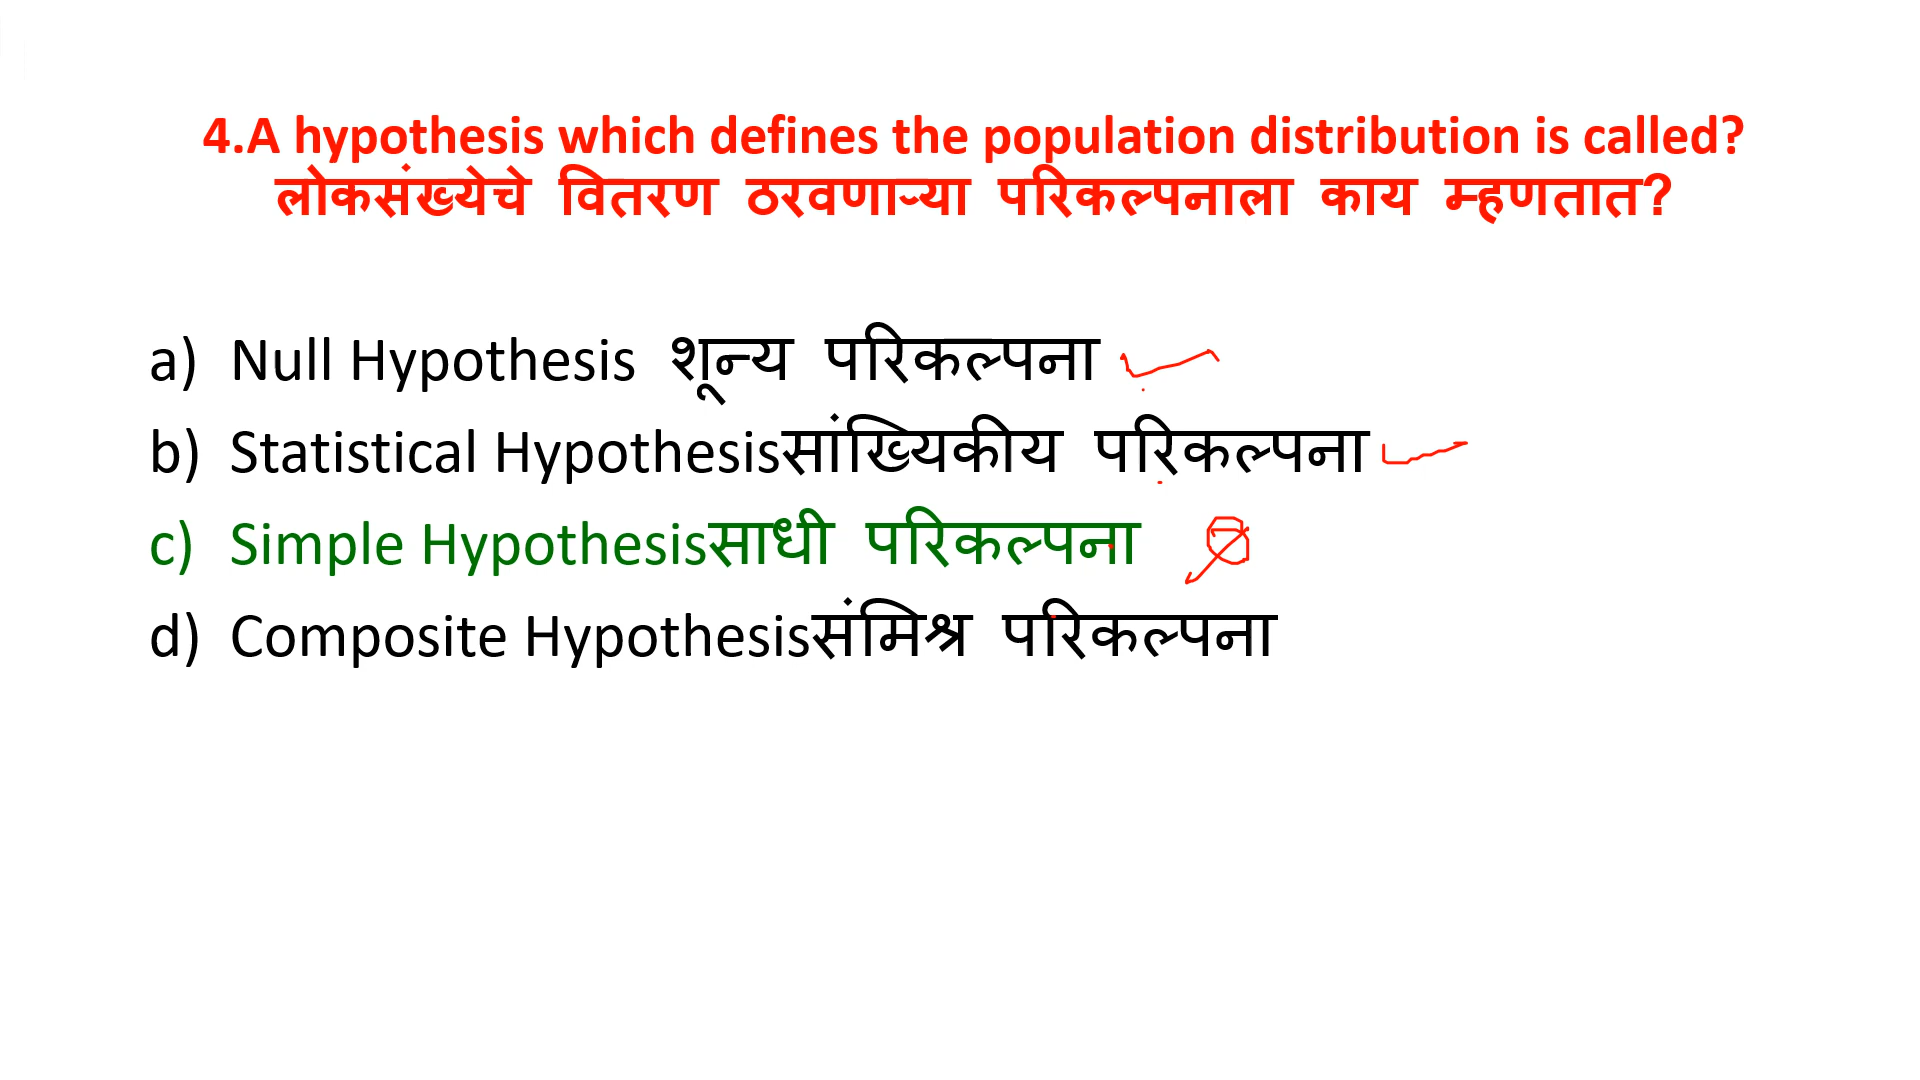 4.A hypothesis which defines the population distribution is called?
लोकसंख्येचे वितरण ठरवणाऱ्या परिकल्पनाला काय म्हणतात?
a) Null Hypothesis शून्य परिकल्पना
b) Statistical Hypothesisसांख्यिकीय परिकल्पना
c) Simple Hypothesisसाधी परिकल्पना
d) Composite Hypothesisसंमिश्र परिकल्पना